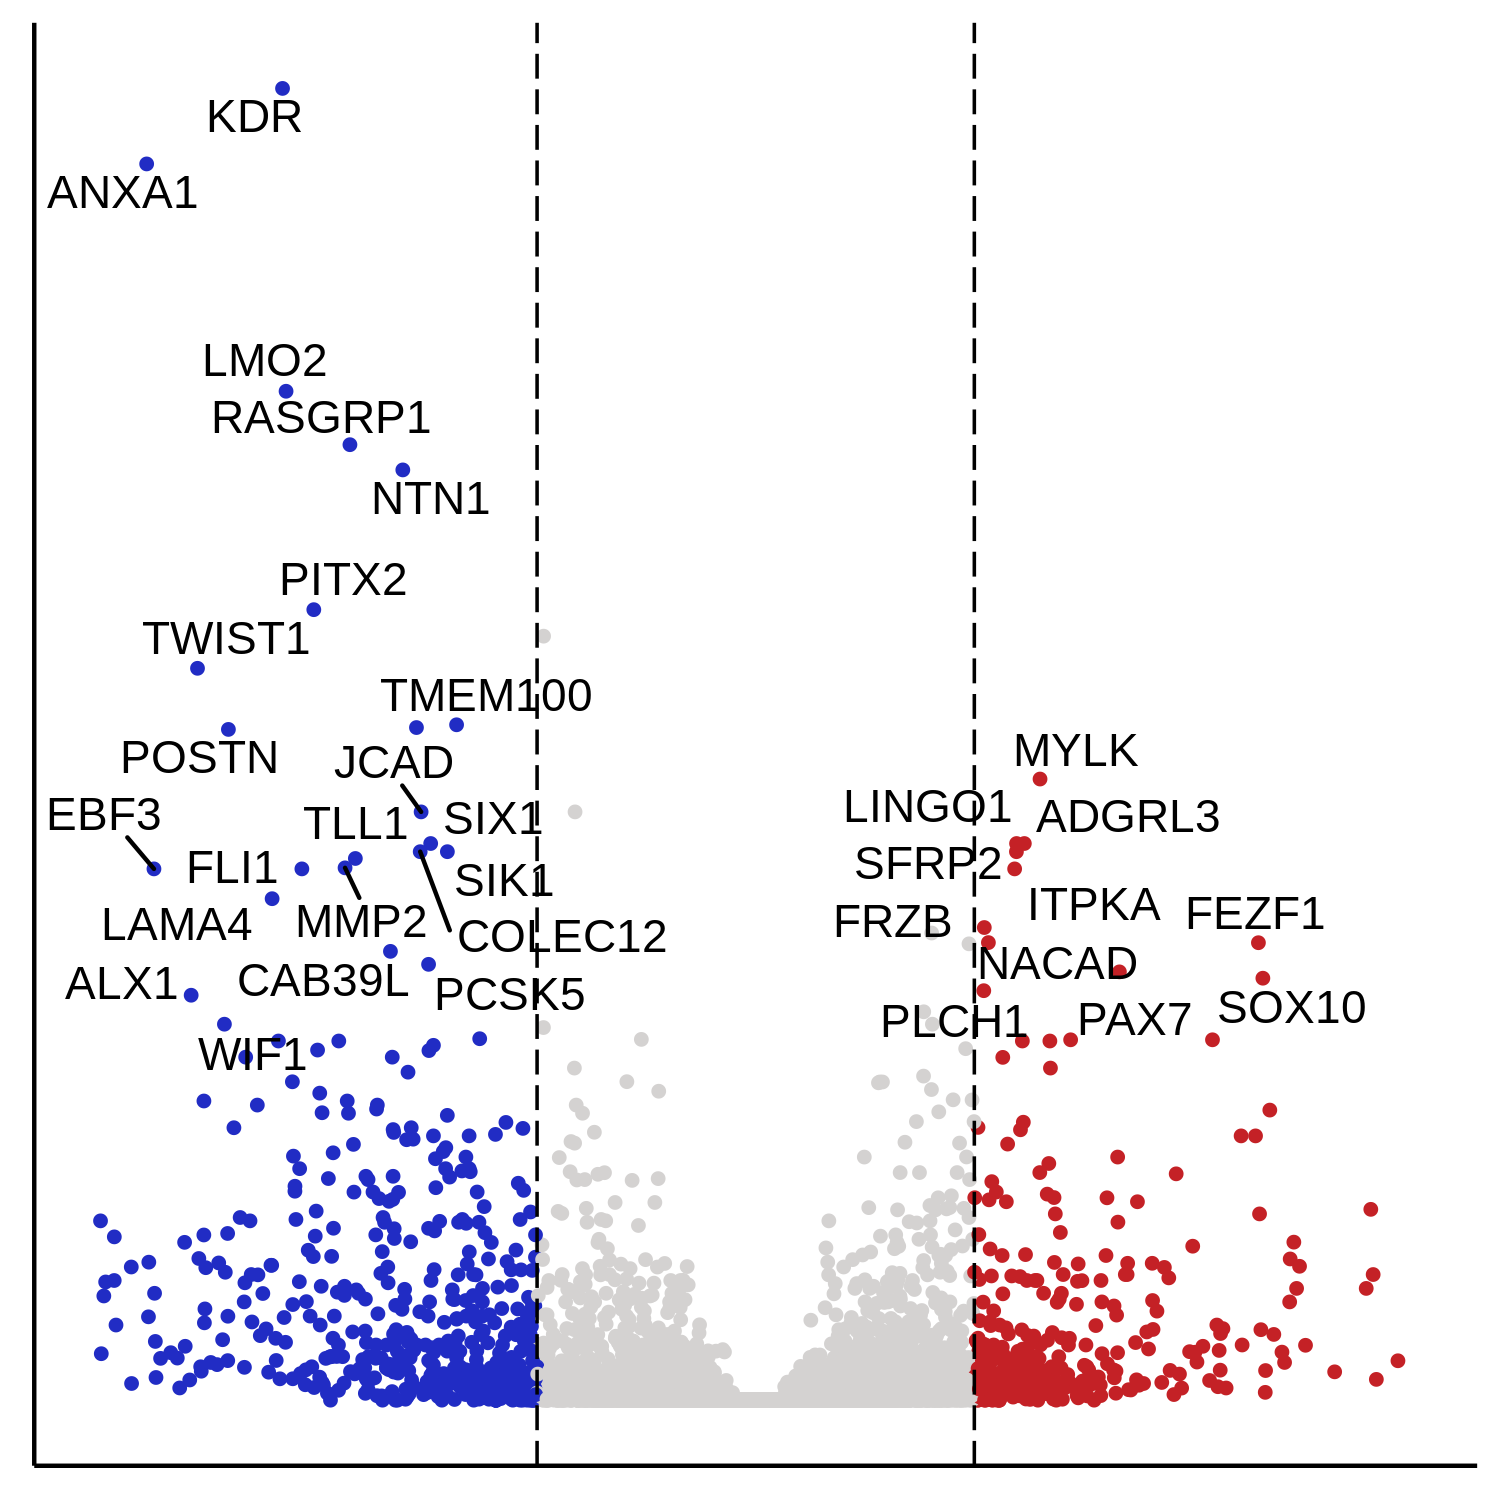 KDR
ANXA1
LMO2
RASGRP1
NTN1
PITX2
TWIST1
TMEM100
POSTN
JCAD
MYLK
EBF3
TLL1
SIX1
LINGO1
ADGRL3
FLI1
SIK1
SFRP2
LAMA4
MMP2
COLEC12
FRZB
ITPKA
FEZF1
ALX1
CAB39L
PCSK5
NACAD
WIF1
PLCH1
PAX7
SOX10